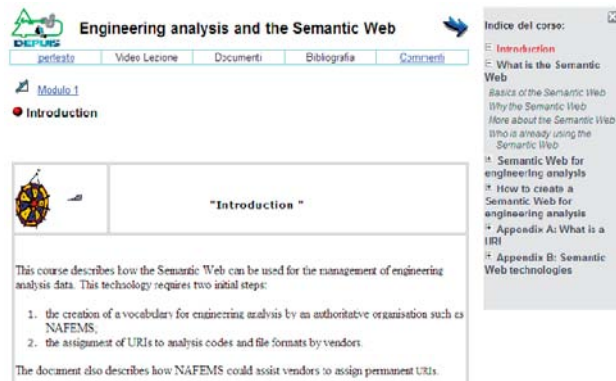 Engineering analysis and the Semantic Web
DEPUIS
perfesto Video Lezione Documenti Bibliografia Commenti
Modulo 1
Introduction
"Introduction "
This course describes how the Semantic Web can be used for the management of engineering
analysis data. This technology requires two initial steps:
1. the creation of a vocabulary for engineering analysis by an authoritative organisation such as
NAFEMS;
2. the assignment of URIs to analysis codes and file formats by vendors.
The document also describes how NAFEMS could assist vendors to assign permanent URIs.
Indice del corso:
Introduction
What is the Semantic
Web
Basics of the Semantic Web
Why the Semantic Web
More about the Semantic Web
Who is already using the
Semantic Web
Semantic Web for
engineering analysis
How to create a
Semantic Web for
engineering analysis
Appendix A: What is a
URI
Appendix B: Semantic
Web technologies